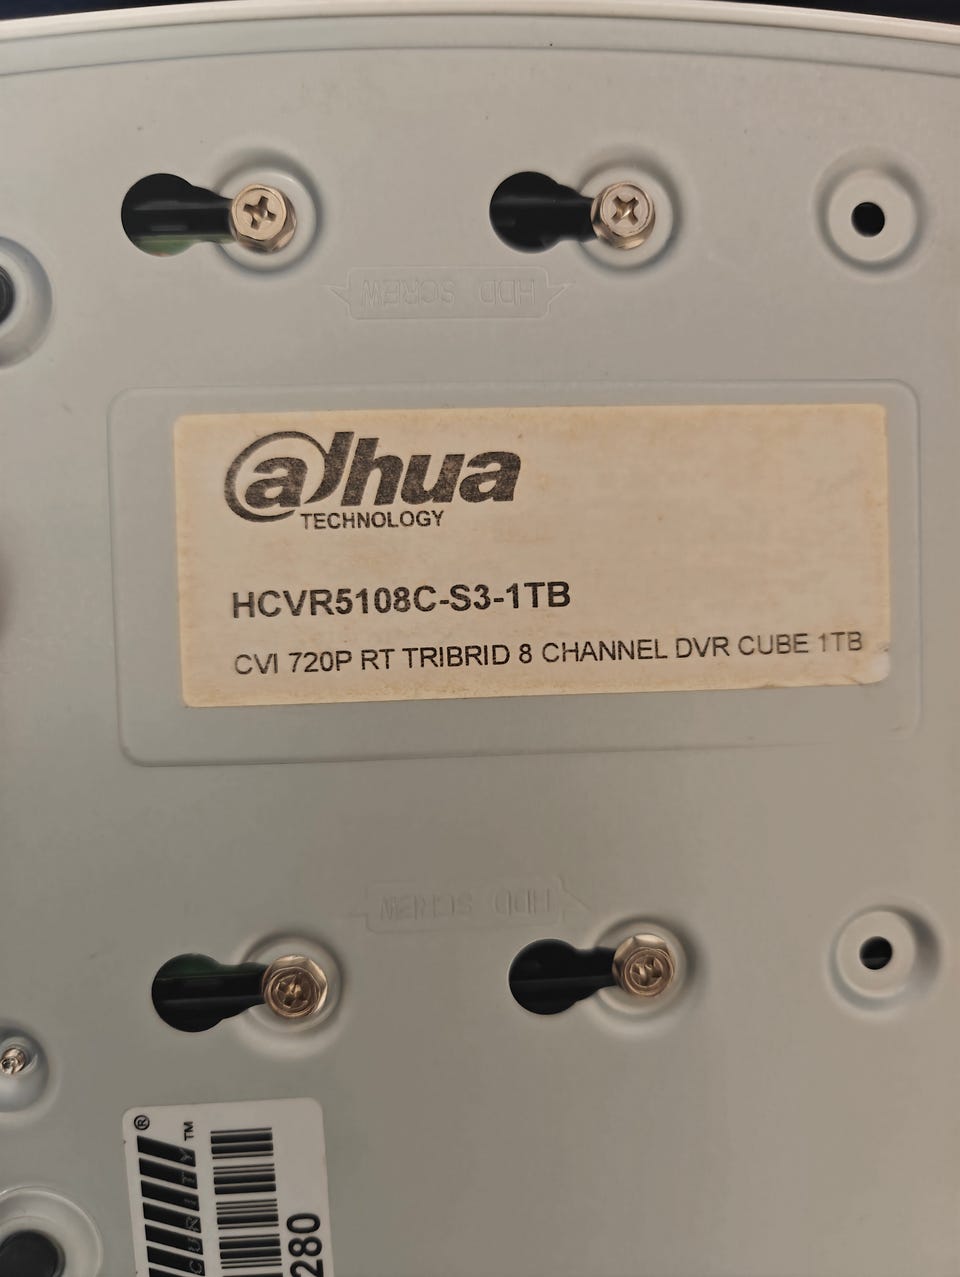 HDD SCREW
alhua
TECHNOLOGY
HCVR5108C-S3-1TB
CVI 720P RT TRIBRID 8 CHANNEL DVR CUBE 1TB
HDD SCREW
®
CURITY™
280